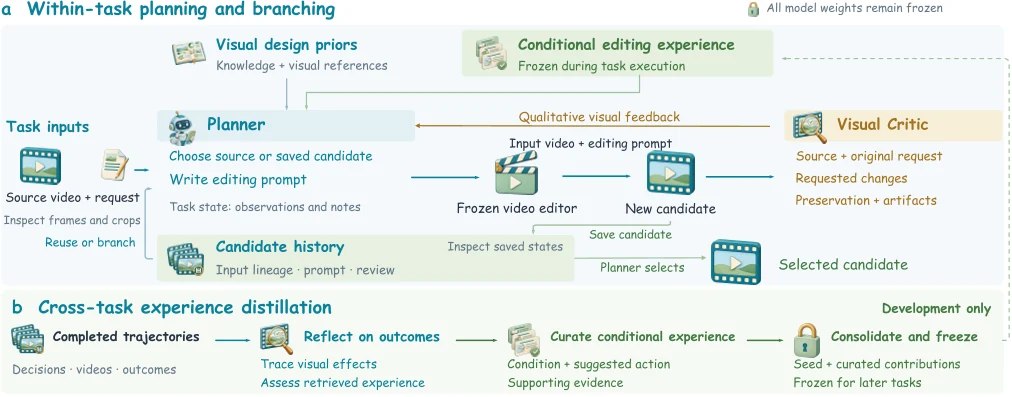 a Within-task planning and branching
All model weights remain frozen
Visual design priors
Knowledge + visual references
Conditional editing experience
Frozen during task execution
Task inputs
Source video + request
Inspect frames and crops
Reuse or branch
Planner
Choose source or saved candidate
Write editing prompt
Task state: observations and notes
Qualitative visual feedback
Input video + editing prompt
Frozen video editor
New candidate
Visual Critic
Source + original request
Requested changes
Preservation + artifacts
Save candidate
Candidate history
Input lineage · prompt · review
Inspect saved states
Planner selects
Selected candidate
b Cross-task experience distillation
Development only
Completed trajectories
Decisions · videos · outcomes
Reflect on outcomes
Trace visual effects
Assess retrieved experience
Curate conditional experience
Condition + suggested action
Supporting evidence
Consolidate and freeze
Seed + curated contributions
Frozen for later tasks